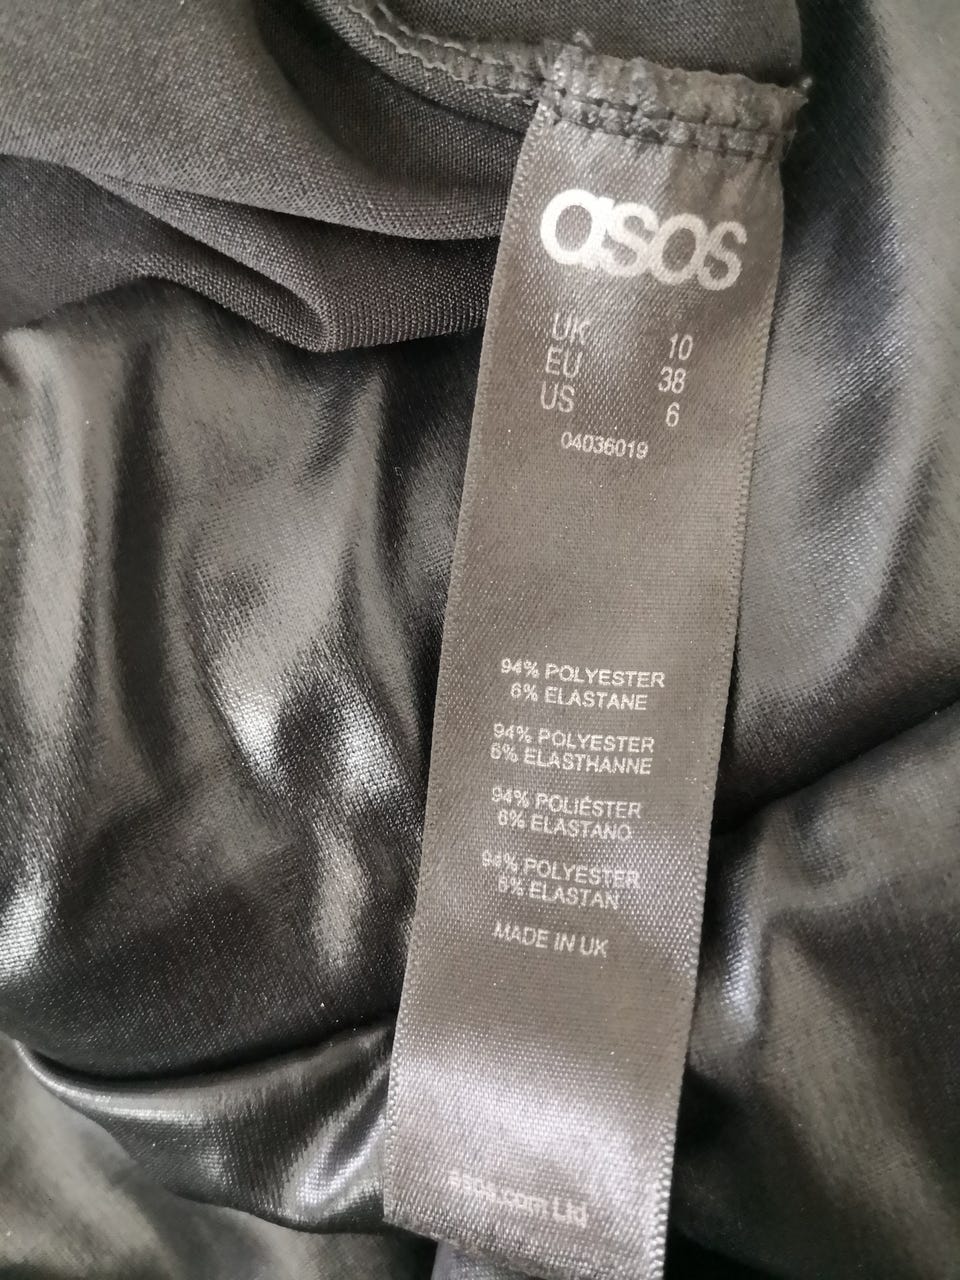 asos
UK 10
EU 38
US 6
04036019
94% POLYESTER
6% ELASTANE
94% POLYESTER
6% ELASTHANNE
94% POLIÉSTER
6% ELASTANO
94% POLYESTER
6% ELASTAN
MADE IN UK
asos.com Ltd